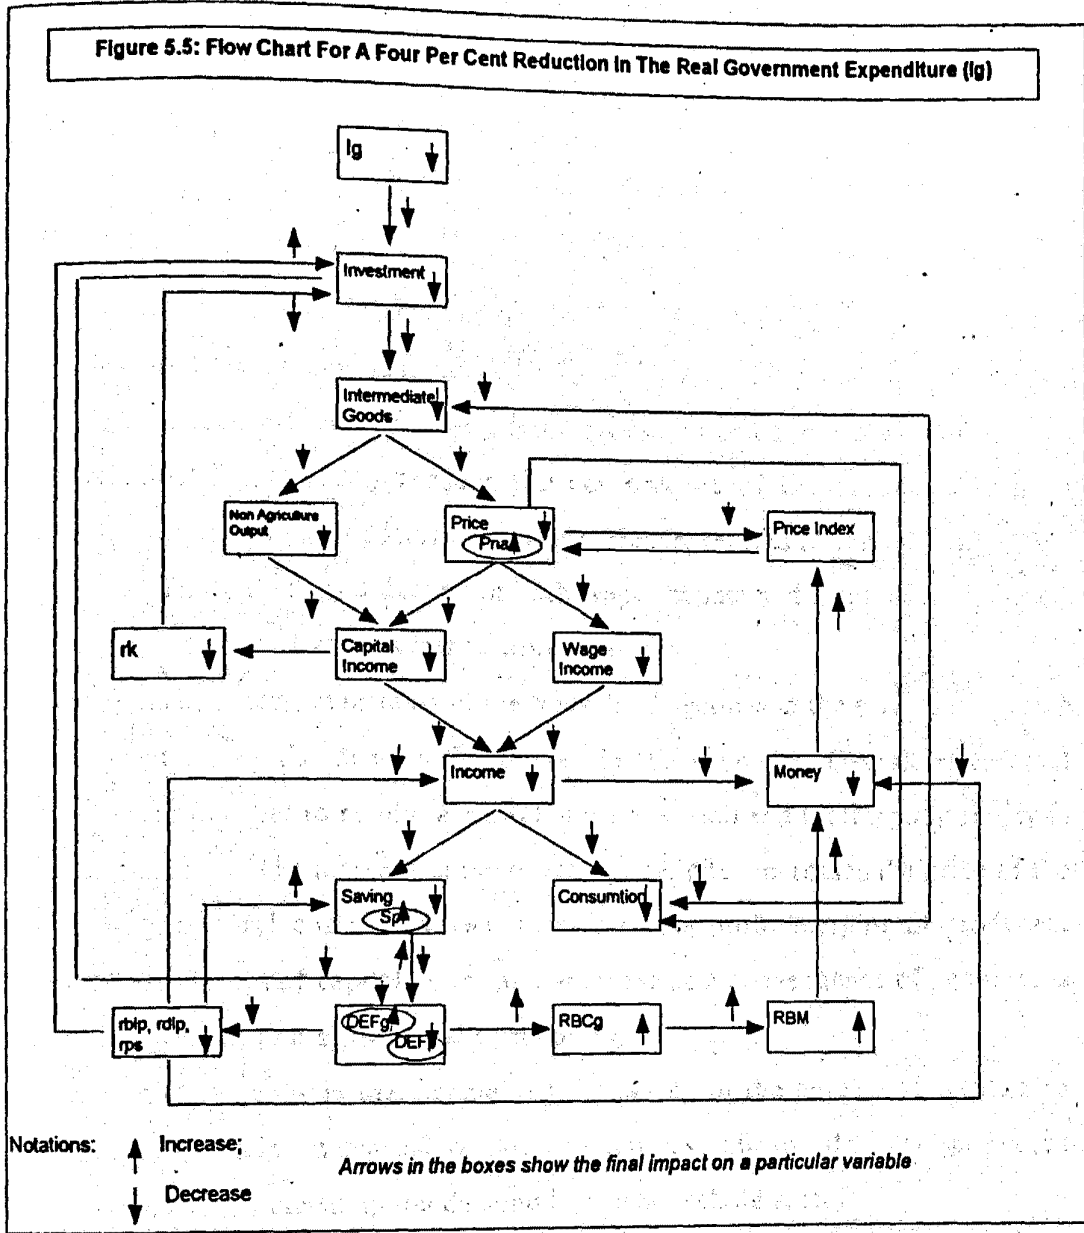 Figure 5.5: Flow Chart For A Four Per Cent Reduction In The Real Government Expenditure (Ig)
Ig
Investment
Intermediate
Goods
Non Agriculture
Output
Price
Pna
Price Index
rk
Capital
Income
Wage
Income
Income
Money
Saving
Spr
Consumtion
rbip, rdip,
rps
DEFg
RBCg
RBM
Notations:
Increase;
Decrease
Arrows in the boxes show the final impact on a particular variable